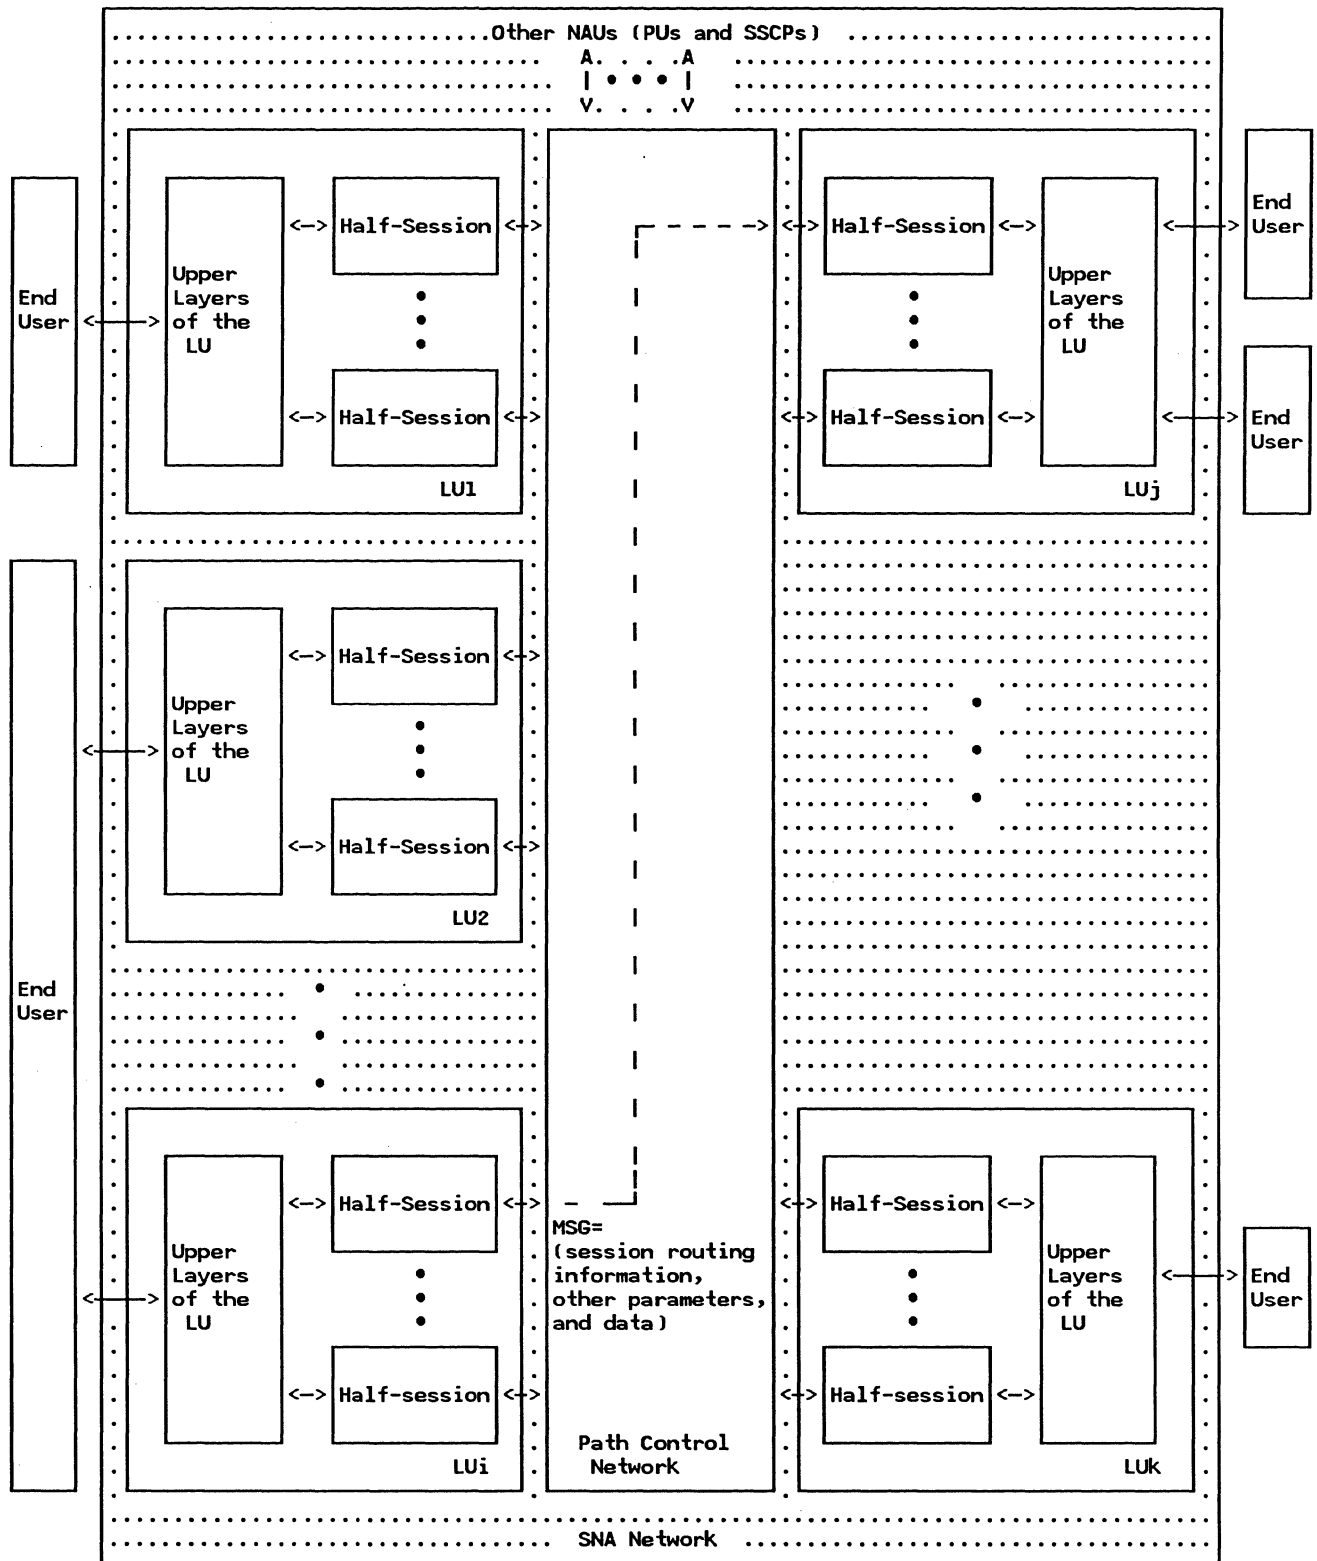 Other NAUs (PUs and SSCPs)
End
User
Upper
Layers
of the
LU
Half-Session
Half-Session
LU1
Half-Session
Half-Session
Upper
Layers
of the
LU
LUj
End
User
End
User
End
User
Upper
Layers
of the
LU
Half-Session
Half-Session
LU2
Upper
Layers
of the
LU
Half-Session
Half-session
LUi
MSG=
(session routing
information,
other parameters,
and data)
Path Control
Network
Half-Session
Half-session
Upper
Layers
of the
LU
LUk
End
User
SNA Network